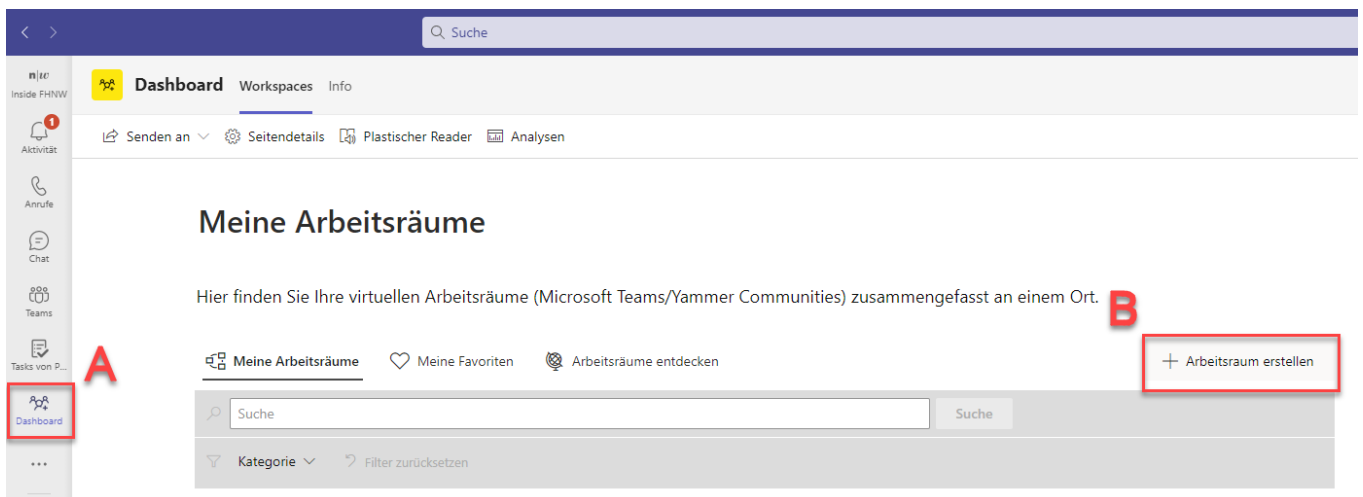 Suche
n|w
Inside FHNW
1
Aktivität
Anrufe
Chat
Teams
Tasks von P...
A
Dashboard
Dashboard Workspaces Info
Senden an Seitendetails Plastischer Reader Analysen
Meine Arbeitsräume
Hier finden Sie Ihre virtuellen Arbeitsräume (Microsoft Teams/Yammer Communities) zusammengefasst an einem Ort.
B
Meine Arbeitsräume Meine Favoriten Arbeitsräume entdecken + Arbeitsraum erstellen
Suche Suche
Kategorie Filter zurücksetzen